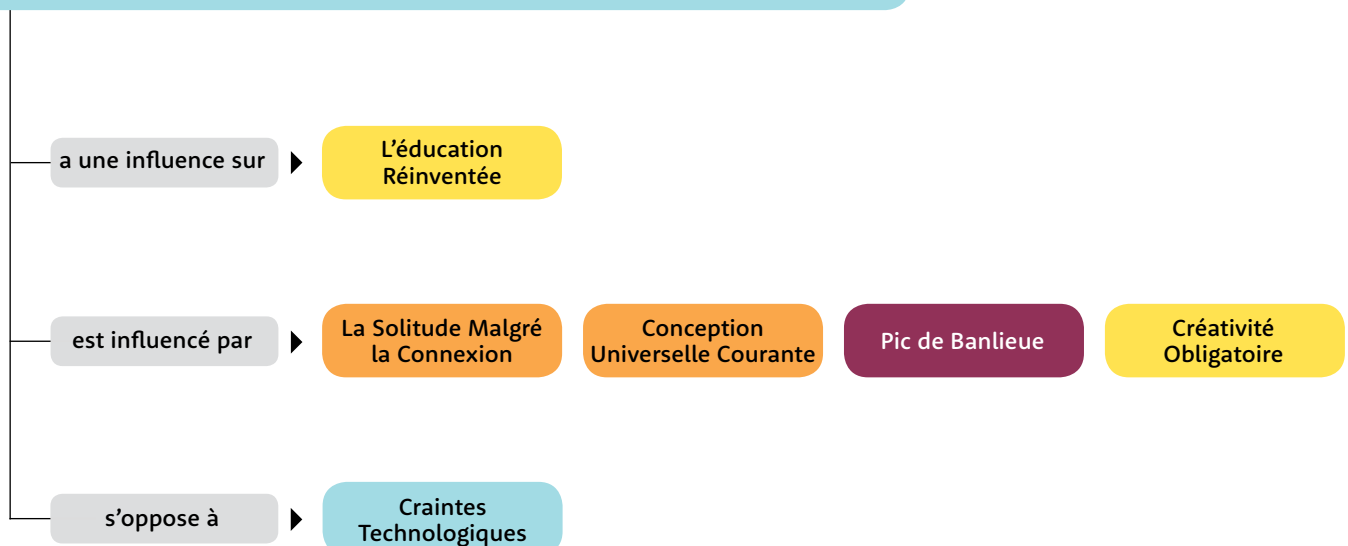 a une influence sur
L'éducation
Réinventée
est influencé par
La Solitude Malgré
la Connexion
Conception
Universelle Courante
Pic de Banlieue
Créativité
Obligatoire
s'oppose à
Craintes
Technologiques